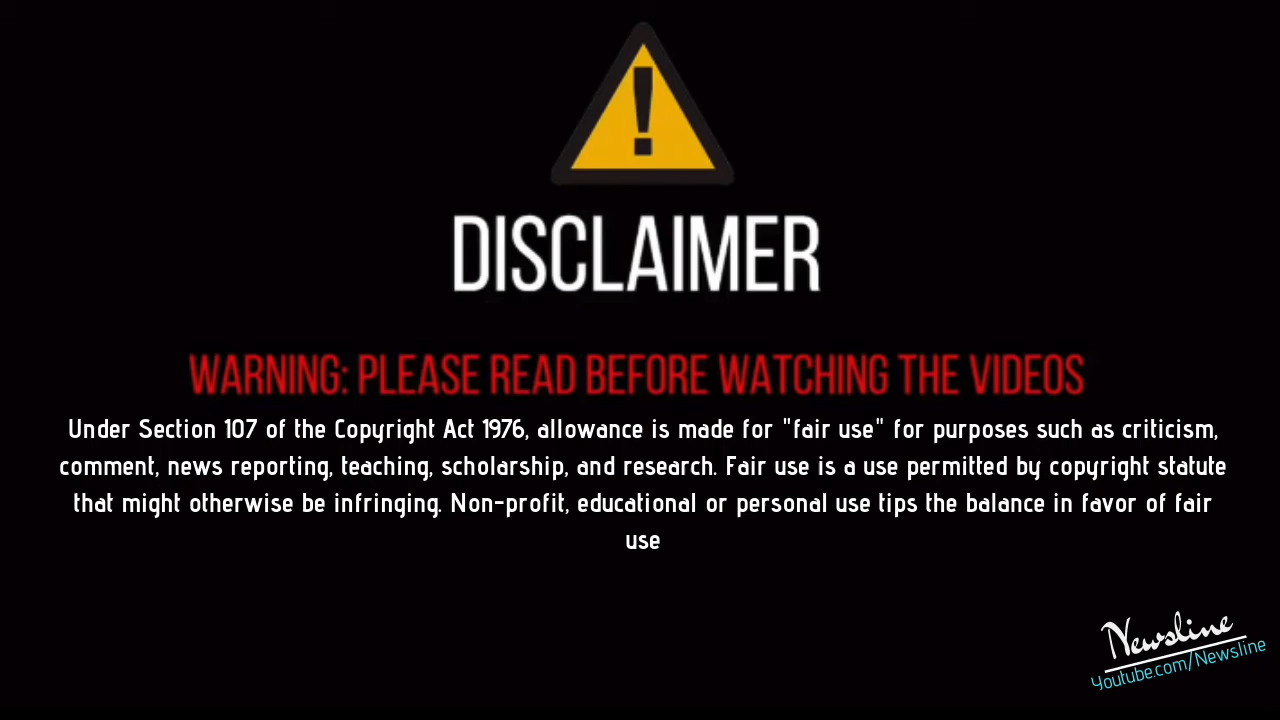 DISCLAIMER
WARNING: PLEASE READ BEFORE WATCHING THE VIDEOS
Under Section 107 of the Copyright Act 1976, allowance is made for "fair use" for purposes such as criticism,
comment, news reporting, teaching, scholarship, and research. Fair use is a use permitted by copyright statute
that might otherwise be infringing. Non-profit, educational or personal use tips the balance in favor of fair
use
Newsline
Youtube.com/Newsline